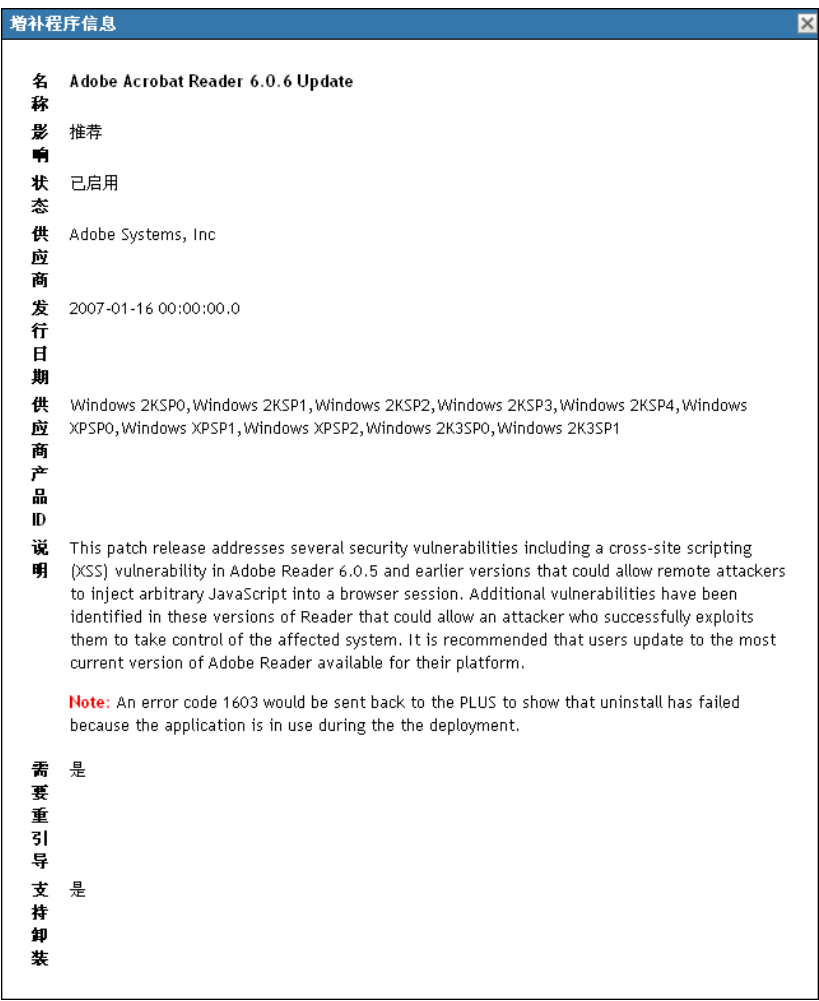 增补程序信息
名称 Adobe Acrobat Reader 6.0.6 Update
影响 推荐
状态 已启用
供应商 Adobe Systems, Inc
发行日期 2007-01-16 00:00:00.0
供应商产品ID Windows 2KSP0,Windows 2KSP1,Windows 2KSP2,Windows 2KSP3,Windows 2KSP4,Windows
XPSP0,Windows XPSP1,Windows XPSP2,Windows 2K3SP0,Windows 2K3SP1
说明 This patch release addresses several security vulnerabilities including a cross-site scripting
(XSS) vulnerability in Adobe Reader 6.0.5 and earlier versions that could allow remote attackers
to inject arbitrary JavaScript into a browser session. Additional vulnerabilities have been
identified in these versions of Reader that could allow an attacker who successfully exploits
them to take control of the affected system. It is recommended that users update to the most
current version of Adobe Reader available for their platform.
Note: An error code 1603 would be sent back to the PLUS to show that uninstall has failed
because the application is in use during the the deployment.
需要重引导 是
支持卸装 是